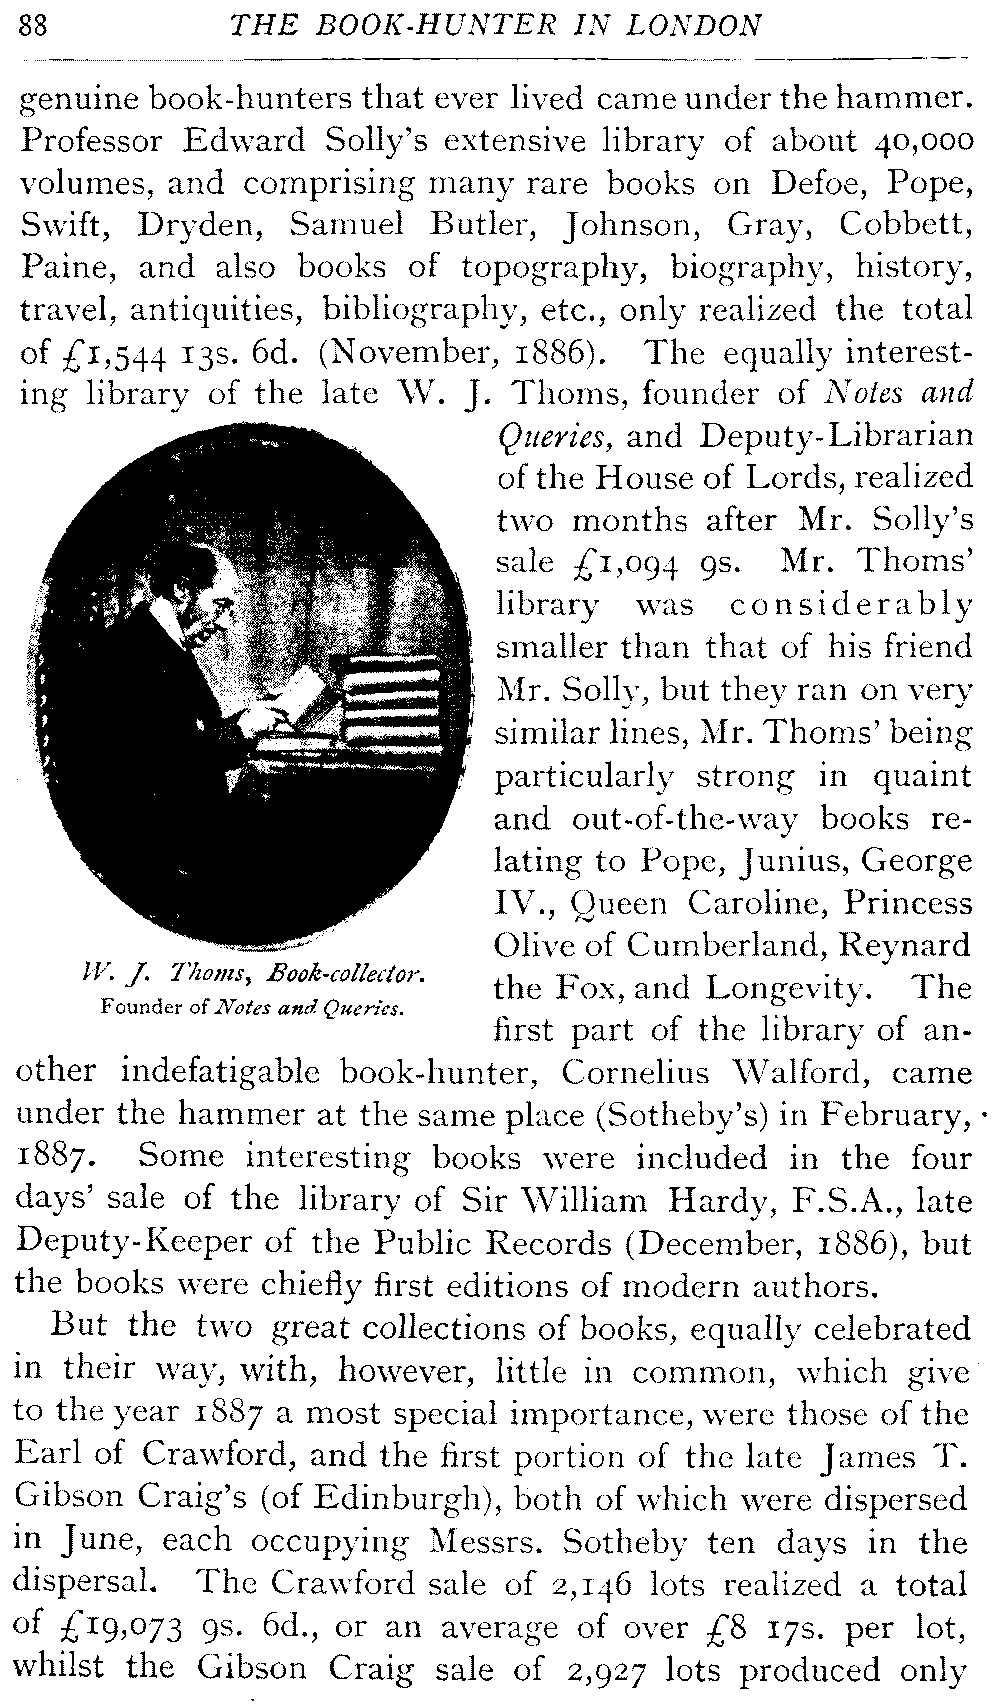 88 THE BOOK-HUNTER IN LONDON
genuine book-hunters that ever lived came under the hammer.
Professor Edward Solly's extensive library of about 40,000
volumes, and comprising many rare books on Defoe, Pope,
Swift, Dryden, Samuel Butler, Johnson, Gray, Cobbett,
Paine, and also books of topography, biography, history,
travel, antiquities, bibliography, etc., only realized the total
of £1,544 13s. 6d. (November, 1886). The equally interest-
ing library of the late W. J. Thoms, founder of Notes and
Queries, and Deputy-Librarian
of the House of Lords, realized
two months after Mr. Solly's
sale £1,094 9s. Mr. Thoms'
library was considerably
smaller than that of his friend
Mr. Solly, but they ran on very
similar lines, Mr. Thoms' being
particularly strong in quaint
and out-of-the-way books re-
lating to Pope, Junius, George
IV., Queen Caroline, Princess
Olive of Cumberland, Reynard
the Fox, and Longevity. The
first part of the library of an-
W. J. Thoms, Book-collector.
Founder of Notes and Queries.
other indefatigable book-hunter, Cornelius Walford, came
under the hammer at the same place (Sotheby's) in February,
1887. Some interesting books were included in the four
days' sale of the library of Sir William Hardy, F.S.A., late
Deputy-Keeper of the Public Records (December, 1886), but
the books were chiefly first editions of modern authors.
But the two great collections of books, equally celebrated
in their way, with, however, little in common, which give
to the year 1887 a most special importance, were those of the
Earl of Crawford, and the first portion of the late James T.
Gibson Craig's (of Edinburgh), both of which were dispersed
in June, each occupying Messrs. Sotheby ten days in the
dispersal. The Crawford sale of 2,146 lots realized a total
of £19,073 9s. 6d., or an average of over £8 17s. per lot,
whilst the Gibson Craig sale of 2,927 lots produced only